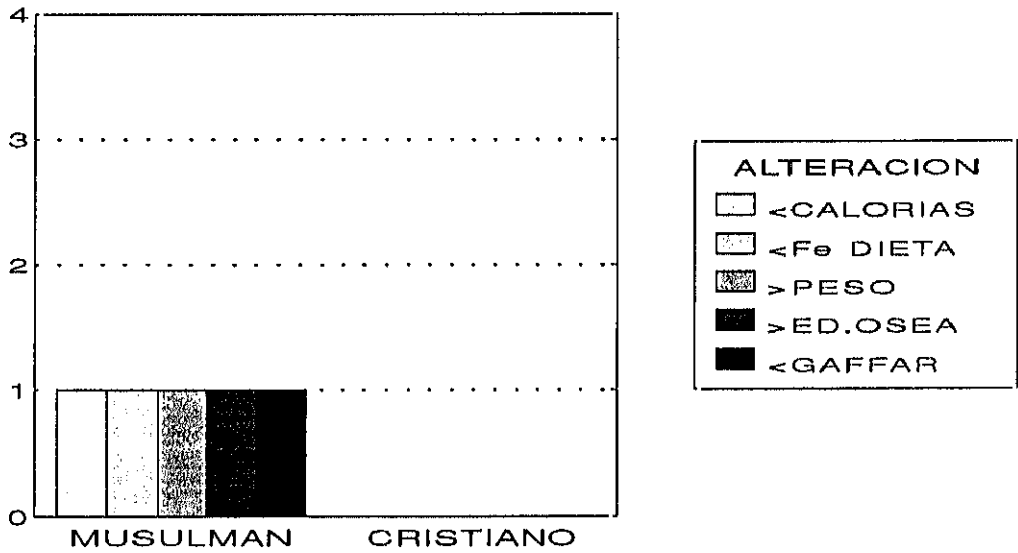 4
3
2
1
0
MUSULMAN
CRISTIANO
ALTERACION
<CALORIAS
<Fe DIETA
>PESO
>ED.OSEA
<GAFFAR